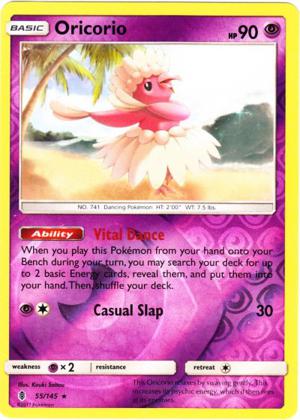 BASIC Oricorio HP 90
NO. 741 Dancing Pokémon HT: 2'00" WT: 7.5 lbs.
Ability Vital Dance
When you play this Pokémon from your hand onto your
Bench during your turn, you may search your deck for up
to 2 basic Energy cards, reveal them, and put them into
your hand. Then, shuffle your deck.
Casual Slap 30
weakness ×2 resistance retreat
Illus. Kouki Saitou
55/145
©2017 Pokémon
This Oricorio relaxes by swaying gently. This
increases its psychic energy, which it then